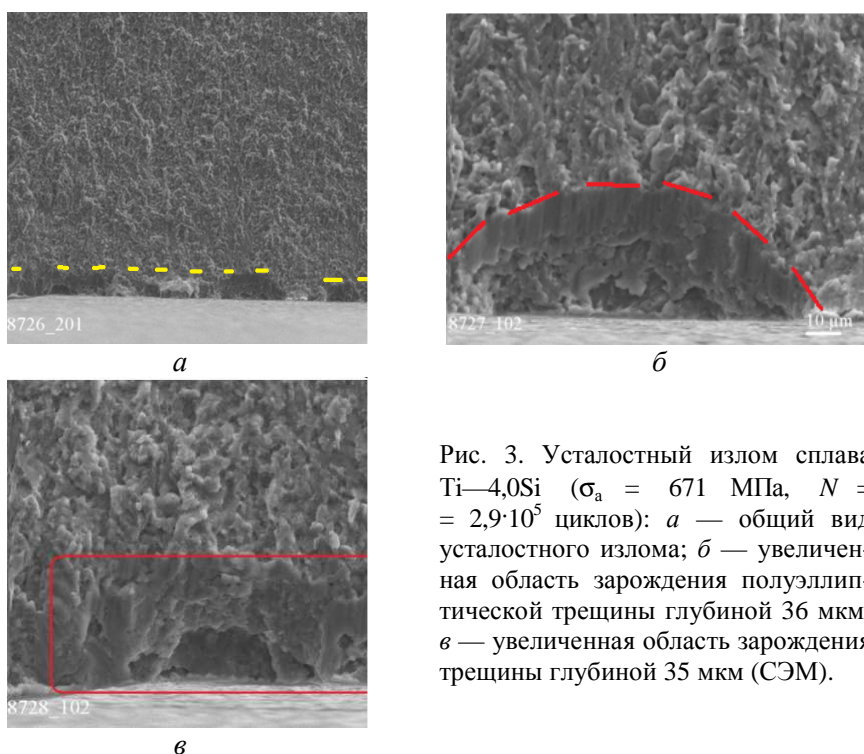 8726_201
а
8727_102
10 µm
б
8728_102
в
Рис. 3. Усталостный излом сплава
Ti—4,0Si (σa = 671 МПа, N =
= 2,9·10⁵ циклов): а — общий вид
усталостного излома; б — увеличен-
ная область зарождения полуэллип-
тической трещины глубиной 36 мкм
в — увеличенная область зарождения
трещины глубиной 35 мкм (СЭМ).